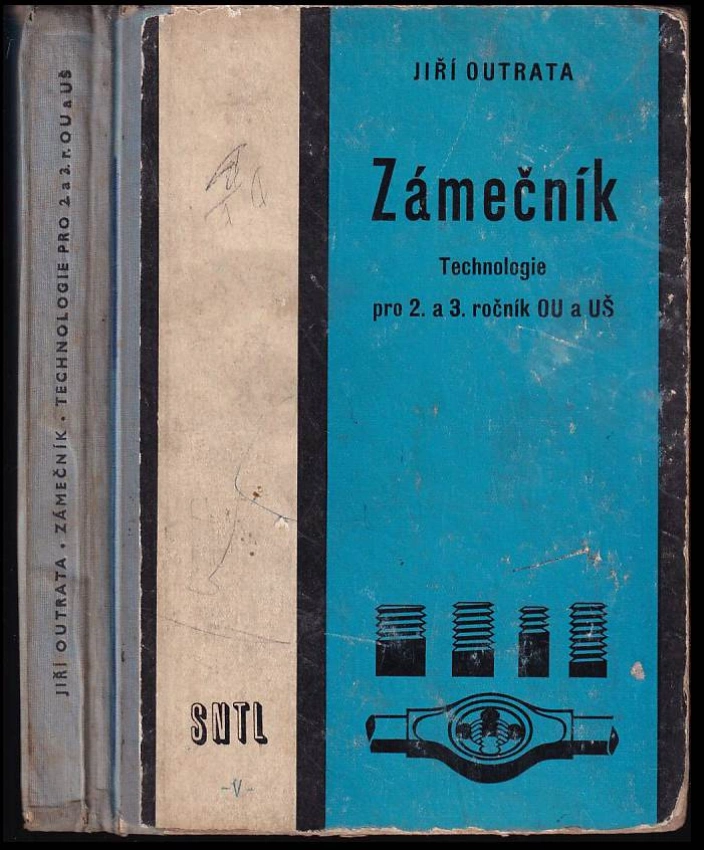 JIŘÍ OUTRATA . ZÁMEČNÍK . TECHNOLOGIE PRO 2. a 3. r. OU a UŠ
JIŘÍ OUTRATA
Zámečník
Technologie
pro 2. a 3. ročník OU a UŠ
SNTL
-V-